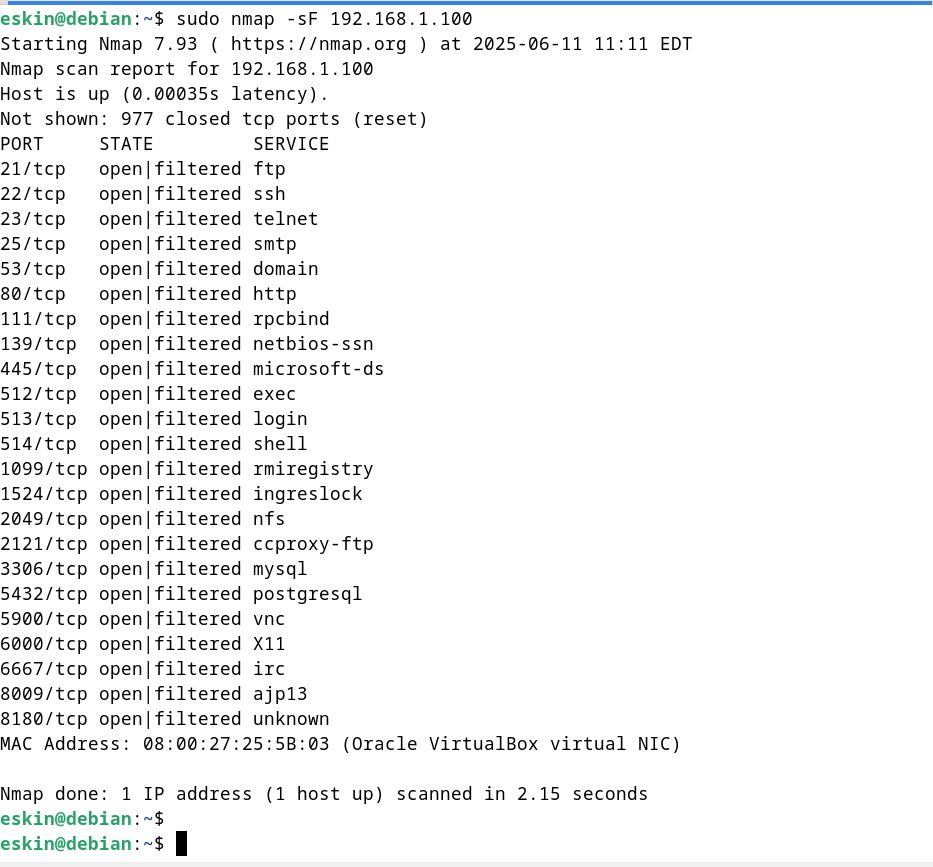 eskin@debian:~$ sudo nmap -sF 192.168.1.100
Starting Nmap 7.93 ( https://nmap.org ) at 2025-06-11 11:11 EDT
Nmap scan report for 192.168.1.100
Host is up (0.00035s latency).
Not shown: 977 closed tcp ports (reset)
PORT     STATE         SERVICE
21/tcp   open|filtered ftp
22/tcp   open|filtered ssh
23/tcp   open|filtered telnet
25/tcp   open|filtered smtp
53/tcp   open|filtered domain
80/tcp   open|filtered http
111/tcp  open|filtered rpcbind
139/tcp  open|filtered netbios-ssn
445/tcp  open|filtered microsoft-ds
512/tcp  open|filtered exec
513/tcp  open|filtered login
514/tcp  open|filtered shell
1099/tcp open|filtered rmiregistry
1524/tcp open|filtered ingreslock
2049/tcp open|filtered nfs
2121/tcp open|filtered ccproxy-ftp
3306/tcp open|filtered mysql
5432/tcp open|filtered postgresql
5900/tcp open|filtered vnc
6000/tcp open|filtered X11
6667/tcp open|filtered irc
8009/tcp open|filtered ajp13
8180/tcp open|filtered unknown
MAC Address: 08:00:27:25:5B:03 (Oracle VirtualBox virtual NIC)

Nmap done: 1 IP address (1 host up) scanned in 2.15 seconds
eskin@debian:~$
eskin@debian:~$